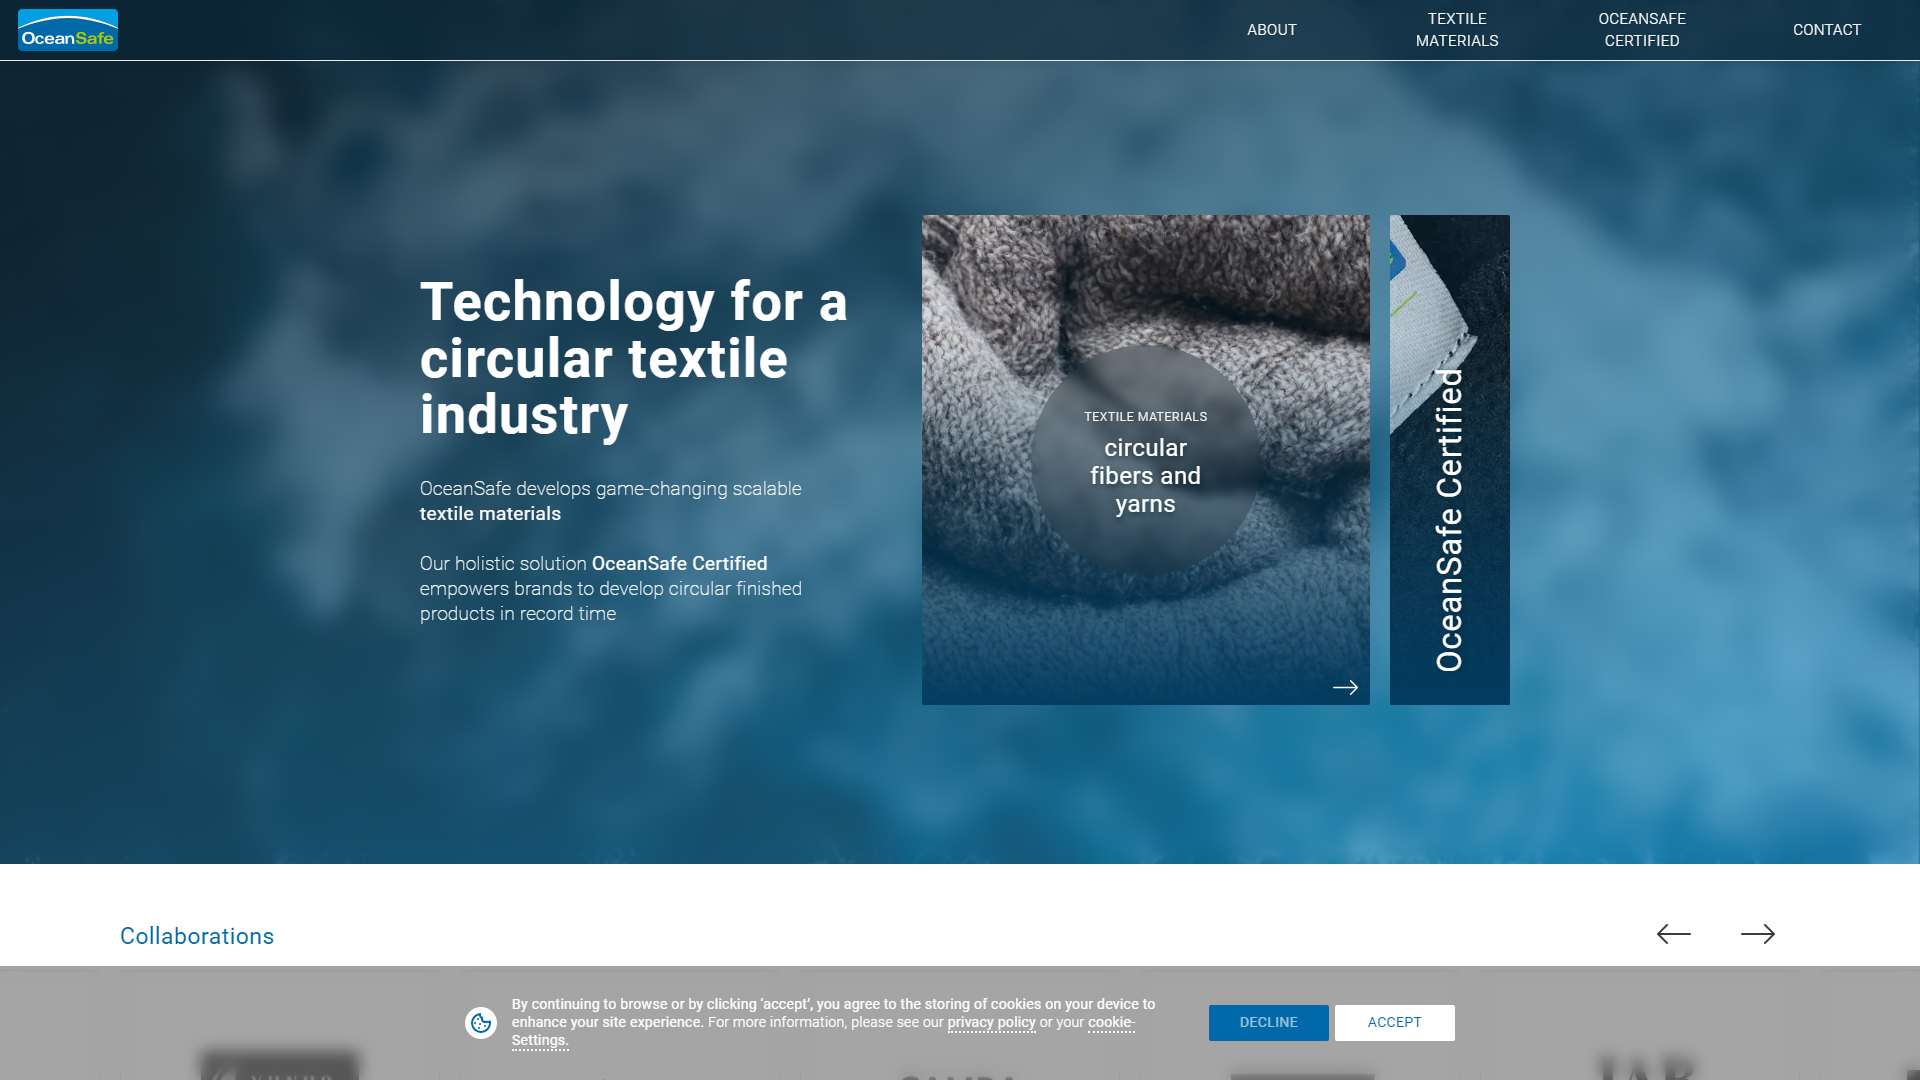 OceanSafe
ABOUT
TEXTILE
MATERIALS
OCEANSAFE
CERTIFIED
CONTACT
Technology for a
circular textile
industry
OceanSafe develops game-changing scalable
textile materials
Our holistic solution OceanSafe Certified
empowers brands to develop circular finished
products in record time
TEXTILE MATERIALS
circular
fibers and
yarns
OceanSafe Certified
Collaborations
By continuing to browse or by clicking ‘accept’, you agree to the storing of cookies on your device to
enhance your site experience. For more information, please see our privacy policy or your cookie-
Settings.
DECLINE
ACCEPT